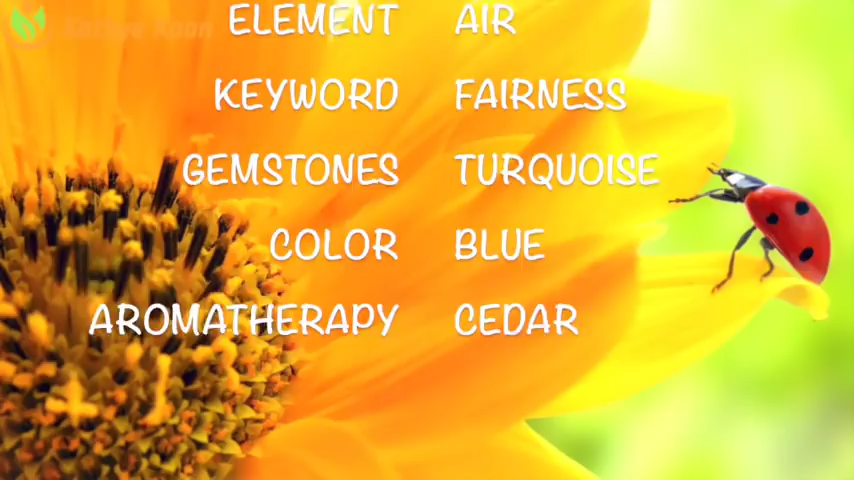 ELEMENT AIR
KEYWORD FAIRNESS
GEMSTONES TURQUOISE
COLOR BLUE
AROMATHERAPY CEDAR